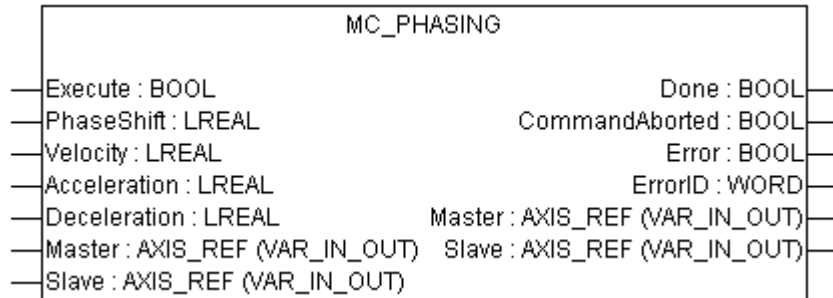 MC_PHASING
Execute : BOOL Done : BOOL
PhaseShift : LREAL CommandAborted : BOOL
Velocity : LREAL Error : BOOL
Acceleration : LREAL ErrorID : WORD
Deceleration : LREAL Master : AXIS_REF (VAR_IN_OUT)
Master : AXIS_REF (VAR_IN_OUT) Slave : AXIS_REF (VAR_IN_OUT)
Slave : AXIS_REF (VAR_IN_OUT)